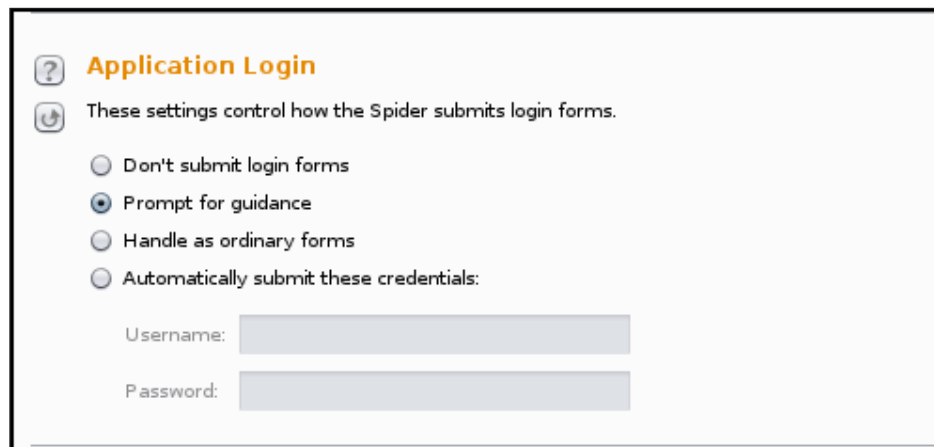 Application Login
These settings control how the Spider submits login forms.
Don't submit login forms
Prompt for guidance
Handle as ordinary forms
Automatically submit these credentials:
Username:
Password: